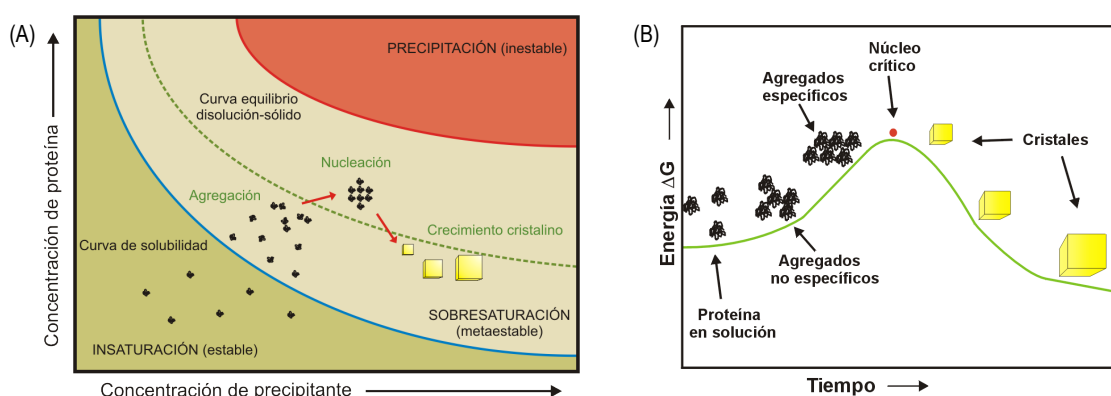 (A)
Concentración de proteína
PRECIPITACIÓN (inestable)
Curva equilibrio
disolución-sólido
Nucleación
Agregación
Crecimiento cristalino
Curva de solubilidad
SOBRESATURACIÓN
(metaestable)
INSATURACIÓN (estable)
Concentración de precipitante
(B)
Energía ΔG
Núcleo
crítico
Agregados
específicos
Cristales
Agregados
no específicos
Proteína
en solución
Tiempo